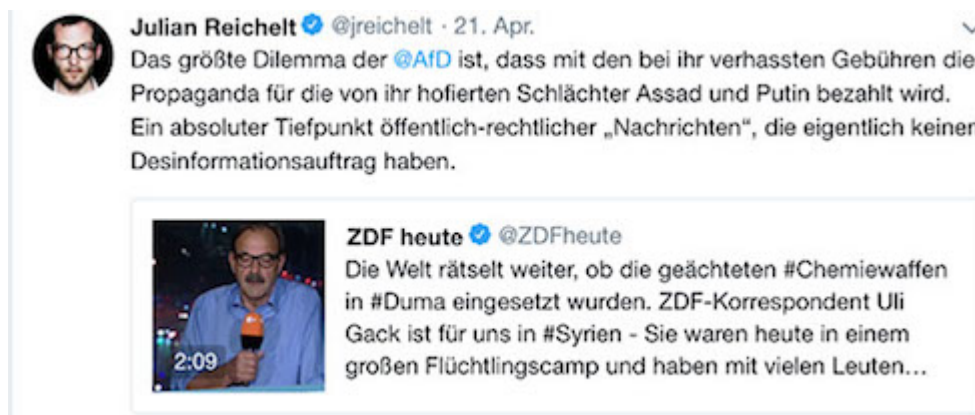 Julian Reichelt @jreichelt · 21. Apr.
Das größte Dilemma der @AfD ist, dass mit den bei ihr verhassten Gebühren die
Propaganda für die von ihr hofierten Schlächter Assad und Putin bezahlt wird.
Ein absoluter Tiefpunkt öffentlich-rechtlicher „Nachrichten“, die eigentlich keinen
Desinformationsauftrag haben.
ZDF heute @ZDFheute
Die Welt rätselt weiter, ob die geächteten #Chemiewaffen
in #Duma eingesetzt wurden. ZDF-Korrespondent Uli
Gack ist für uns in #Syrien - Sie waren heute in einem
großen Flüchtlingscamp und haben mit vielen Leuten...
2:09